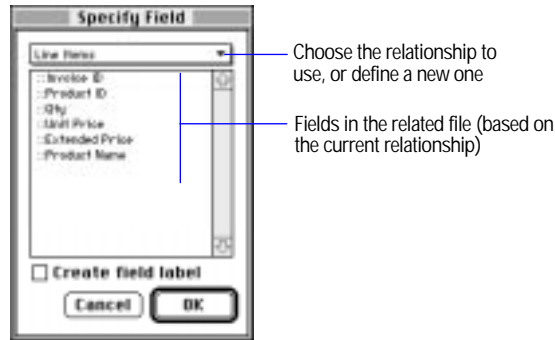 Specify Field
Line Items
Choose the relationship to
use, or define a new one
::Invoice ID
::Product ID
::Qty
::Unit Price
::Extended Price
::Product Name
Fields in the related file (based on
the current relationship)
Create field label
Cancel
OK